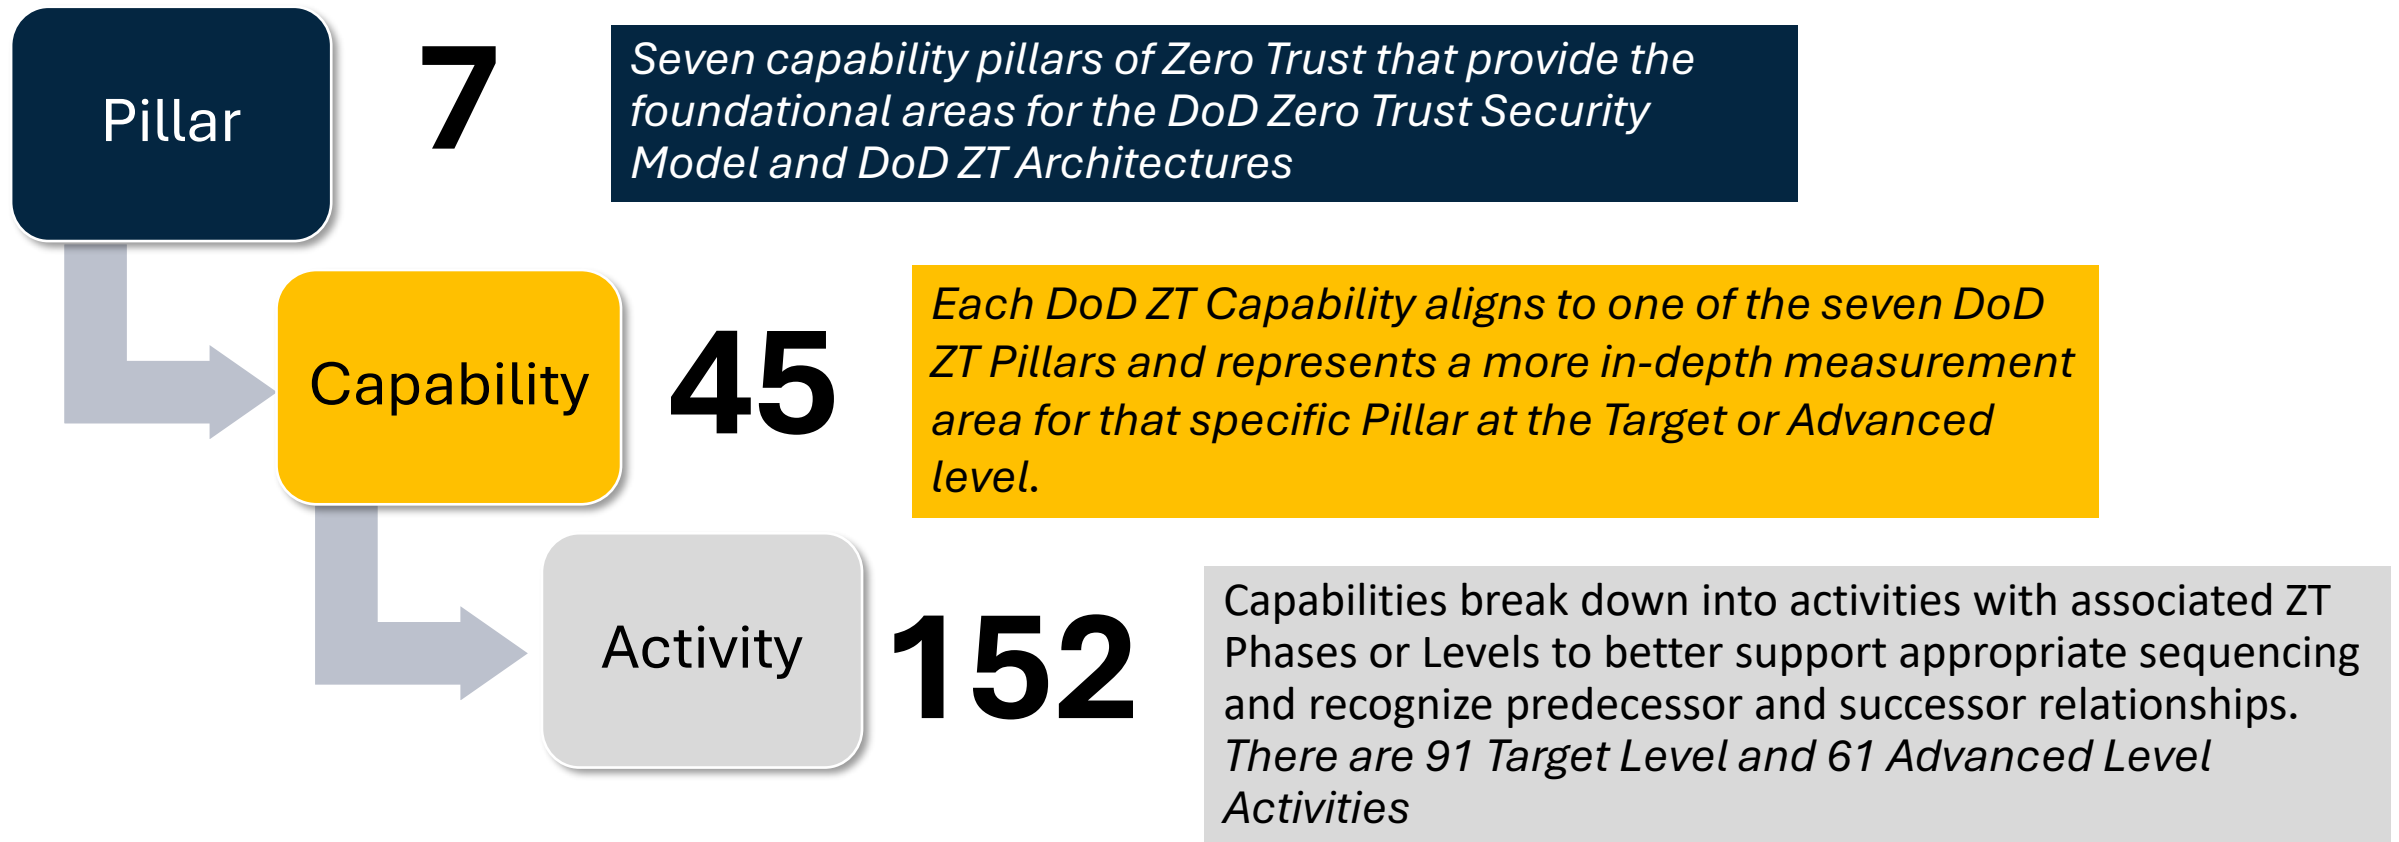 Pillar
7
Seven capability pillars of Zero Trust that provide the
foundational areas for the DoD Zero Trust Security
Model and DoD ZT Architectures
Capability
45
Each DoD ZT Capability aligns to one of the seven DoD
ZT Pillars and represents a more in-depth measurement
area for that specific Pillar at the Target or Advanced
level.
Activity
152
Capabilities break down into activities with associated ZT
Phases or Levels to better support appropriate sequencing
and recognize predecessor and successor relationships.
There are 91 Target Level and 61 Advanced Level
Activities